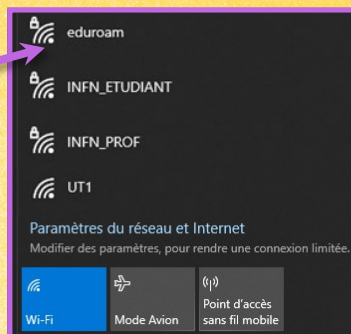 eduroam
INFN_ETUDIANT
INFN_PROF
UT1
Paramètres du réseau et Internet
Modifier des paramètres, pour rendre une connexion limitée.
Wi-Fi
Mode Avion
Point d'accès
sans fil mobile